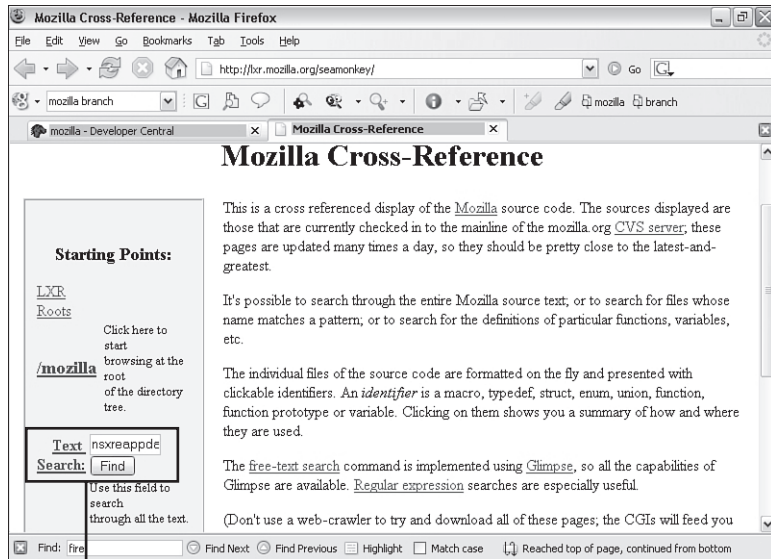 Mozilla Cross-Reference - Mozilla Firefox
File Edit View Go Bookmarks Tab Tools Help
http://lxr.mozilla.org/seamonkey/ Go G
mozilla branch G mozilla branch
mozilla - Developer Central Mozilla Cross-Reference
Mozilla Cross-Reference
Starting Points:
LXR
Roots
/mozilla
Click here to
start
browsing at the
root
of the directory
tree.
Text nsxreappde
Search: Find
Use this field to
search
through all the text.
This is a cross referenced display of the Mozilla source code. The sources displayed are
those that are currently checked in to the mainline of the mozilla.org CVS server; these
pages are updated many times a day, so they should be pretty close to the latest-and-
greatest.
It's possible to search through the entire Mozilla source text; or to search for files whose
name matches a pattern; or to search for the definitions of particular functions, variables,
etc.
The individual files of the source code are formatted on the fly and presented with
clickable identifiers. An identifier is a macro, typedef, struct, enum, union, function,
function prototype or variable. Clicking on them shows you a summary of how and where
they are used.
The free-text search command is implemented using Glimpse, so all the capabilities of
Glimpse are available. Regular expression searches are especially useful.
(Don't use a web-crawler to try and download all of these pages; the CGIs will feed you
Find: fire Find Next Find Previous Highlight Match case Reached top of page, continued from bottom